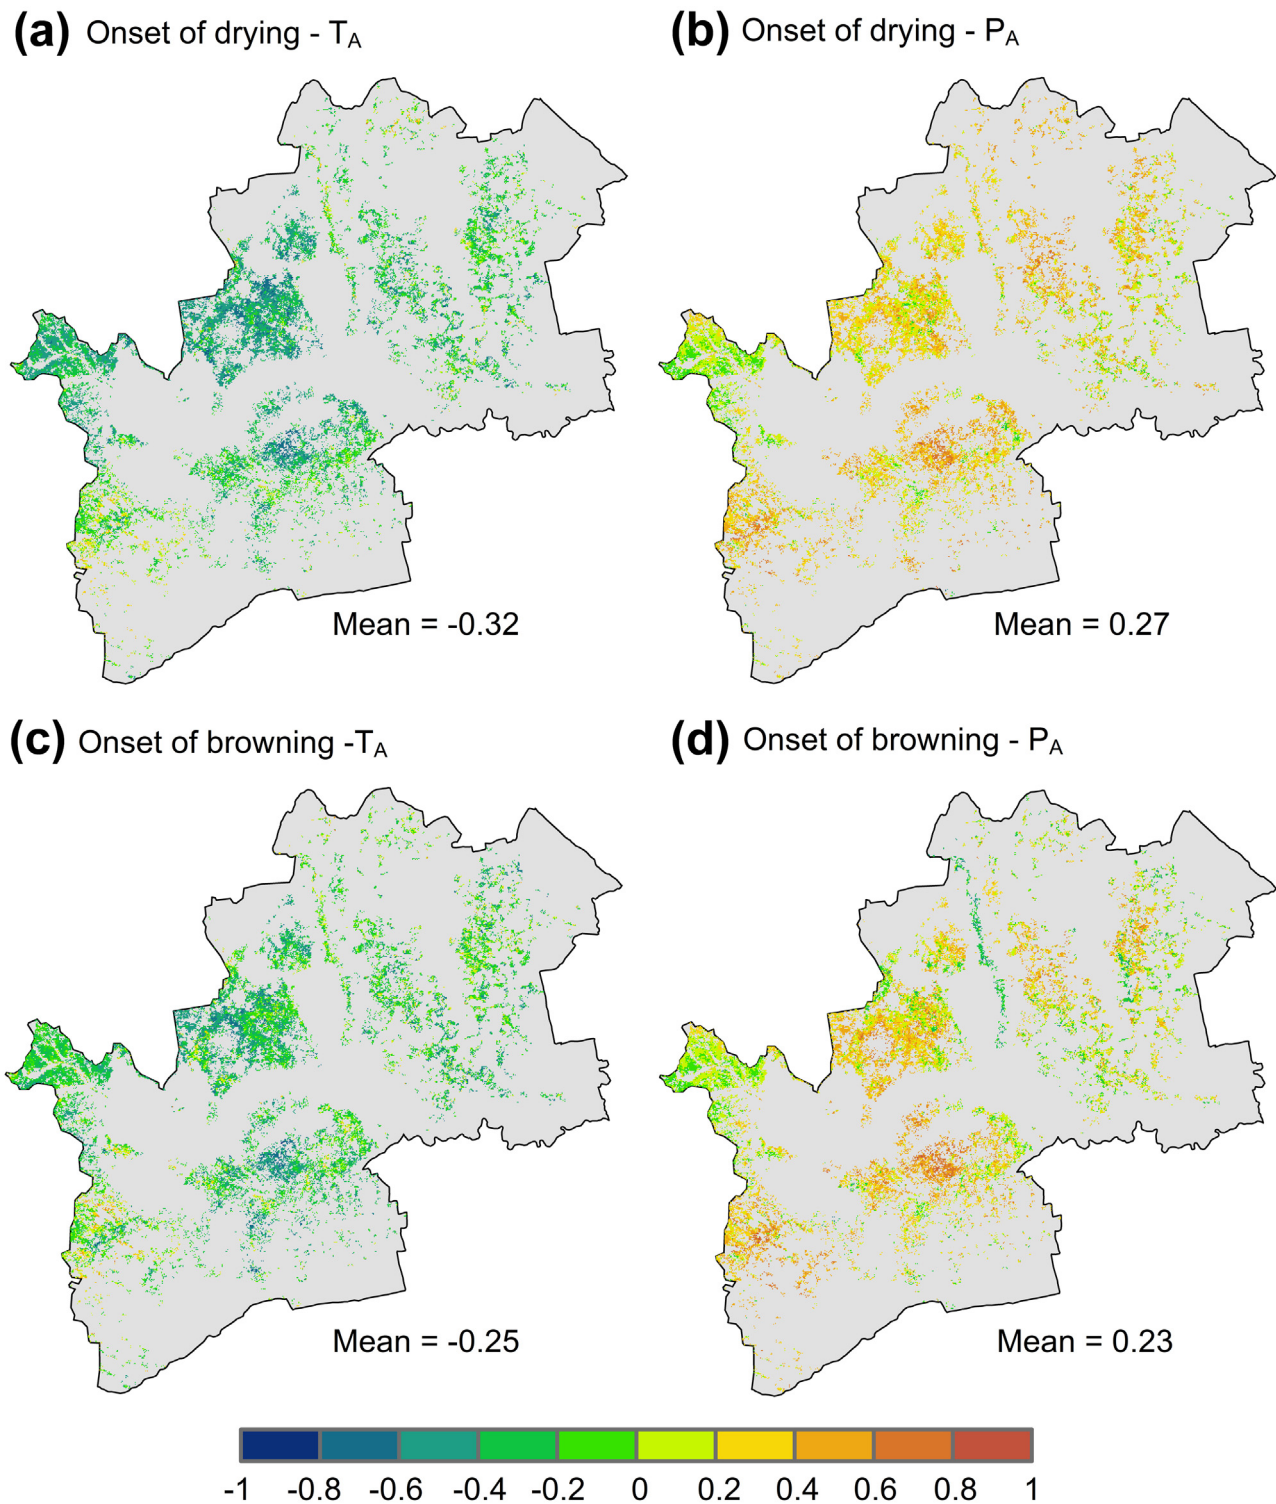 (a) Onset of drying - TA
(b) Onset of drying - PA
Mean = -0.32
Mean = 0.27
(c) Onset of browning -TA
(d) Onset of browning - PA
Mean = -0.25
Mean = 0.23
-1 -0.8 -0.6 -0.4 -0.2 0 0.2 0.4 0.6 0.8 1